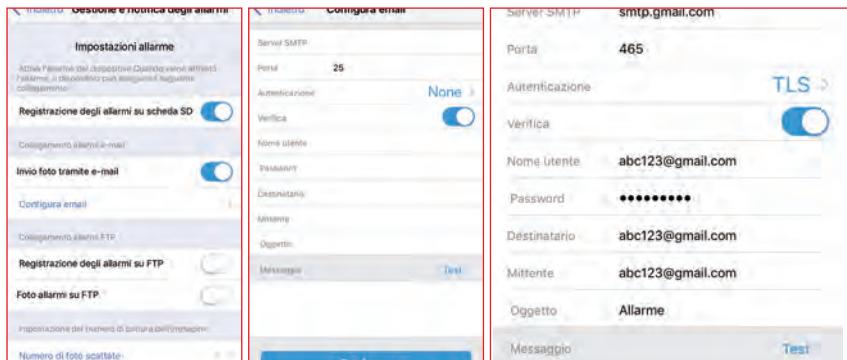 Gestione e notifica degli allarmi
Impostazioni allarme
Registrazione degli allarmi su scheda SD
Collegamento allarmi e-mail
Invio foto tramite e-mail
Configura email
Collegamento allarmi FTP
Registrazione degli allarmi su FTP
Foto allarmi su FTP
Numero di foto scattate
Configura email
Server SMTP
Porta 25
Autenticazione None
Verifica
Nome utente
Password
Destinatario
Mittente
Oggetto
Messaggio Test
Server SMTP smtp.gmail.com
Porta 465
Autenticazione TLS
Verifica
Nome utente abc123@gmail.com
Password •••••••••
Destinatario abc123@gmail.com
Mittente abc123@gmail.com
Oggetto Allarme
Messaggio Test